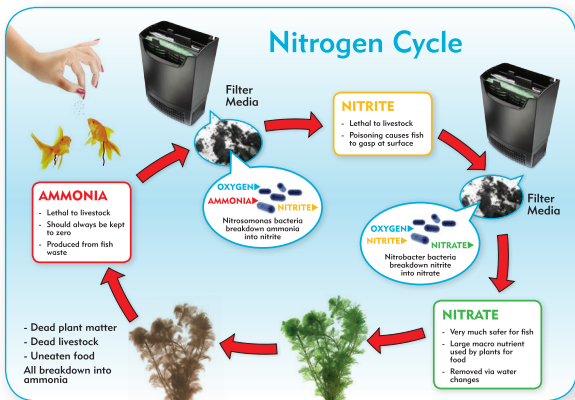 Nitrogen Cycle
Filter
Media
NITRITE
- Lethal to livestock
- Poisoning causes fish
to gasp at surface
OXYGEN
AMMONIA
NITRITE
Nitrosomonas bacteria
breakdown ammonia
into nitrite
Filter
Media
OXYGEN
NITRITE
NITRATE
Nitrobacter bacteria
breakdown nitrite
into nitrate
AMMONIA
- Lethal to livestock
- Should always be kept
to zero
- Produced from fish
waste
NITRATE
- Very much safer for fish
- Large macro nutrient
used by plants for
food
- Removed via water
changes
- Dead plant matter
- Dead livestock
- Uneaten food
All breakdown into
ammonia